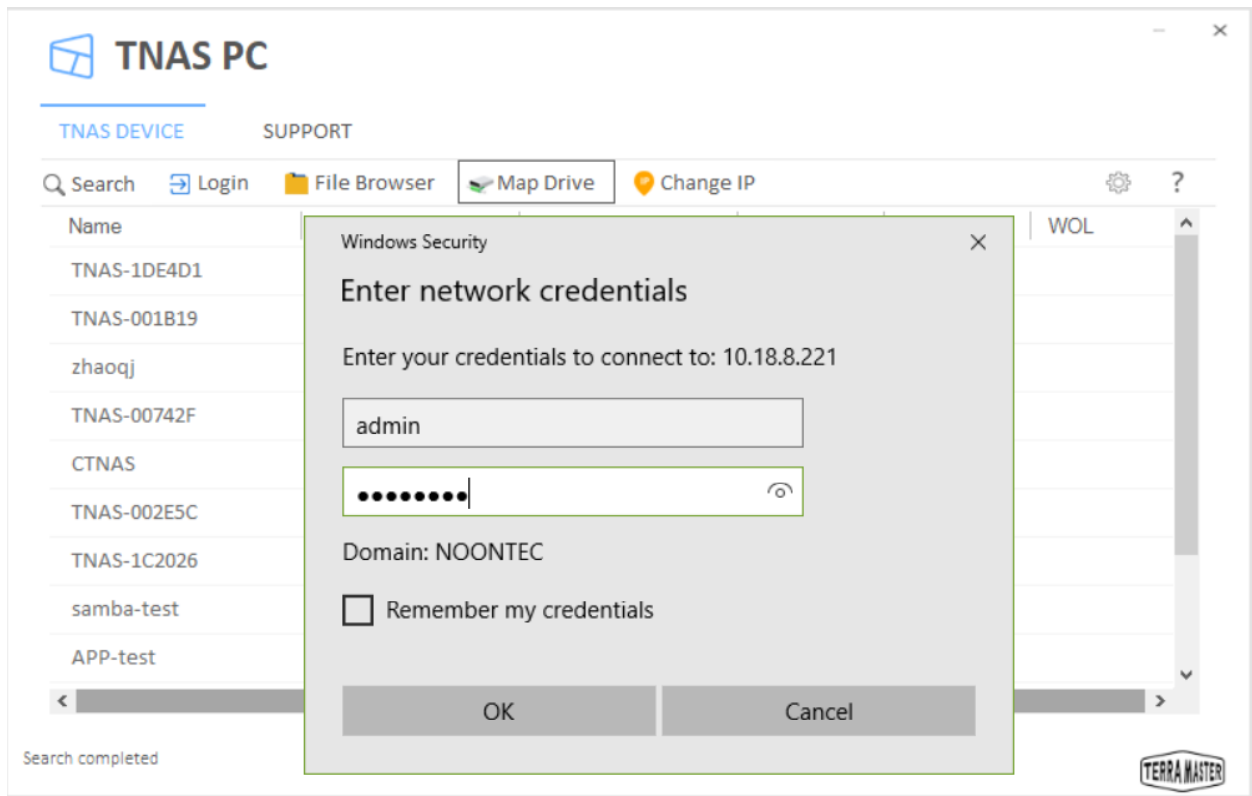 TNAS PC
TNAS DEVICE SUPPORT
Search Login File Browser Map Drive Change IP ?
Name WOL
TNAS-1DE4D1
TNAS-001B19
zhaoqj
TNAS-00742F
CTNAS
TNAS-002E5C
TNAS-1C2026
samba-test
APP-test
Windows Security
Enter network credentials
Enter your credentials to connect to: 10.18.8.221
admin
••••••••
Domain: NOONTEC
Remember my credentials
OK Cancel
Search completed
TERRAMASTER